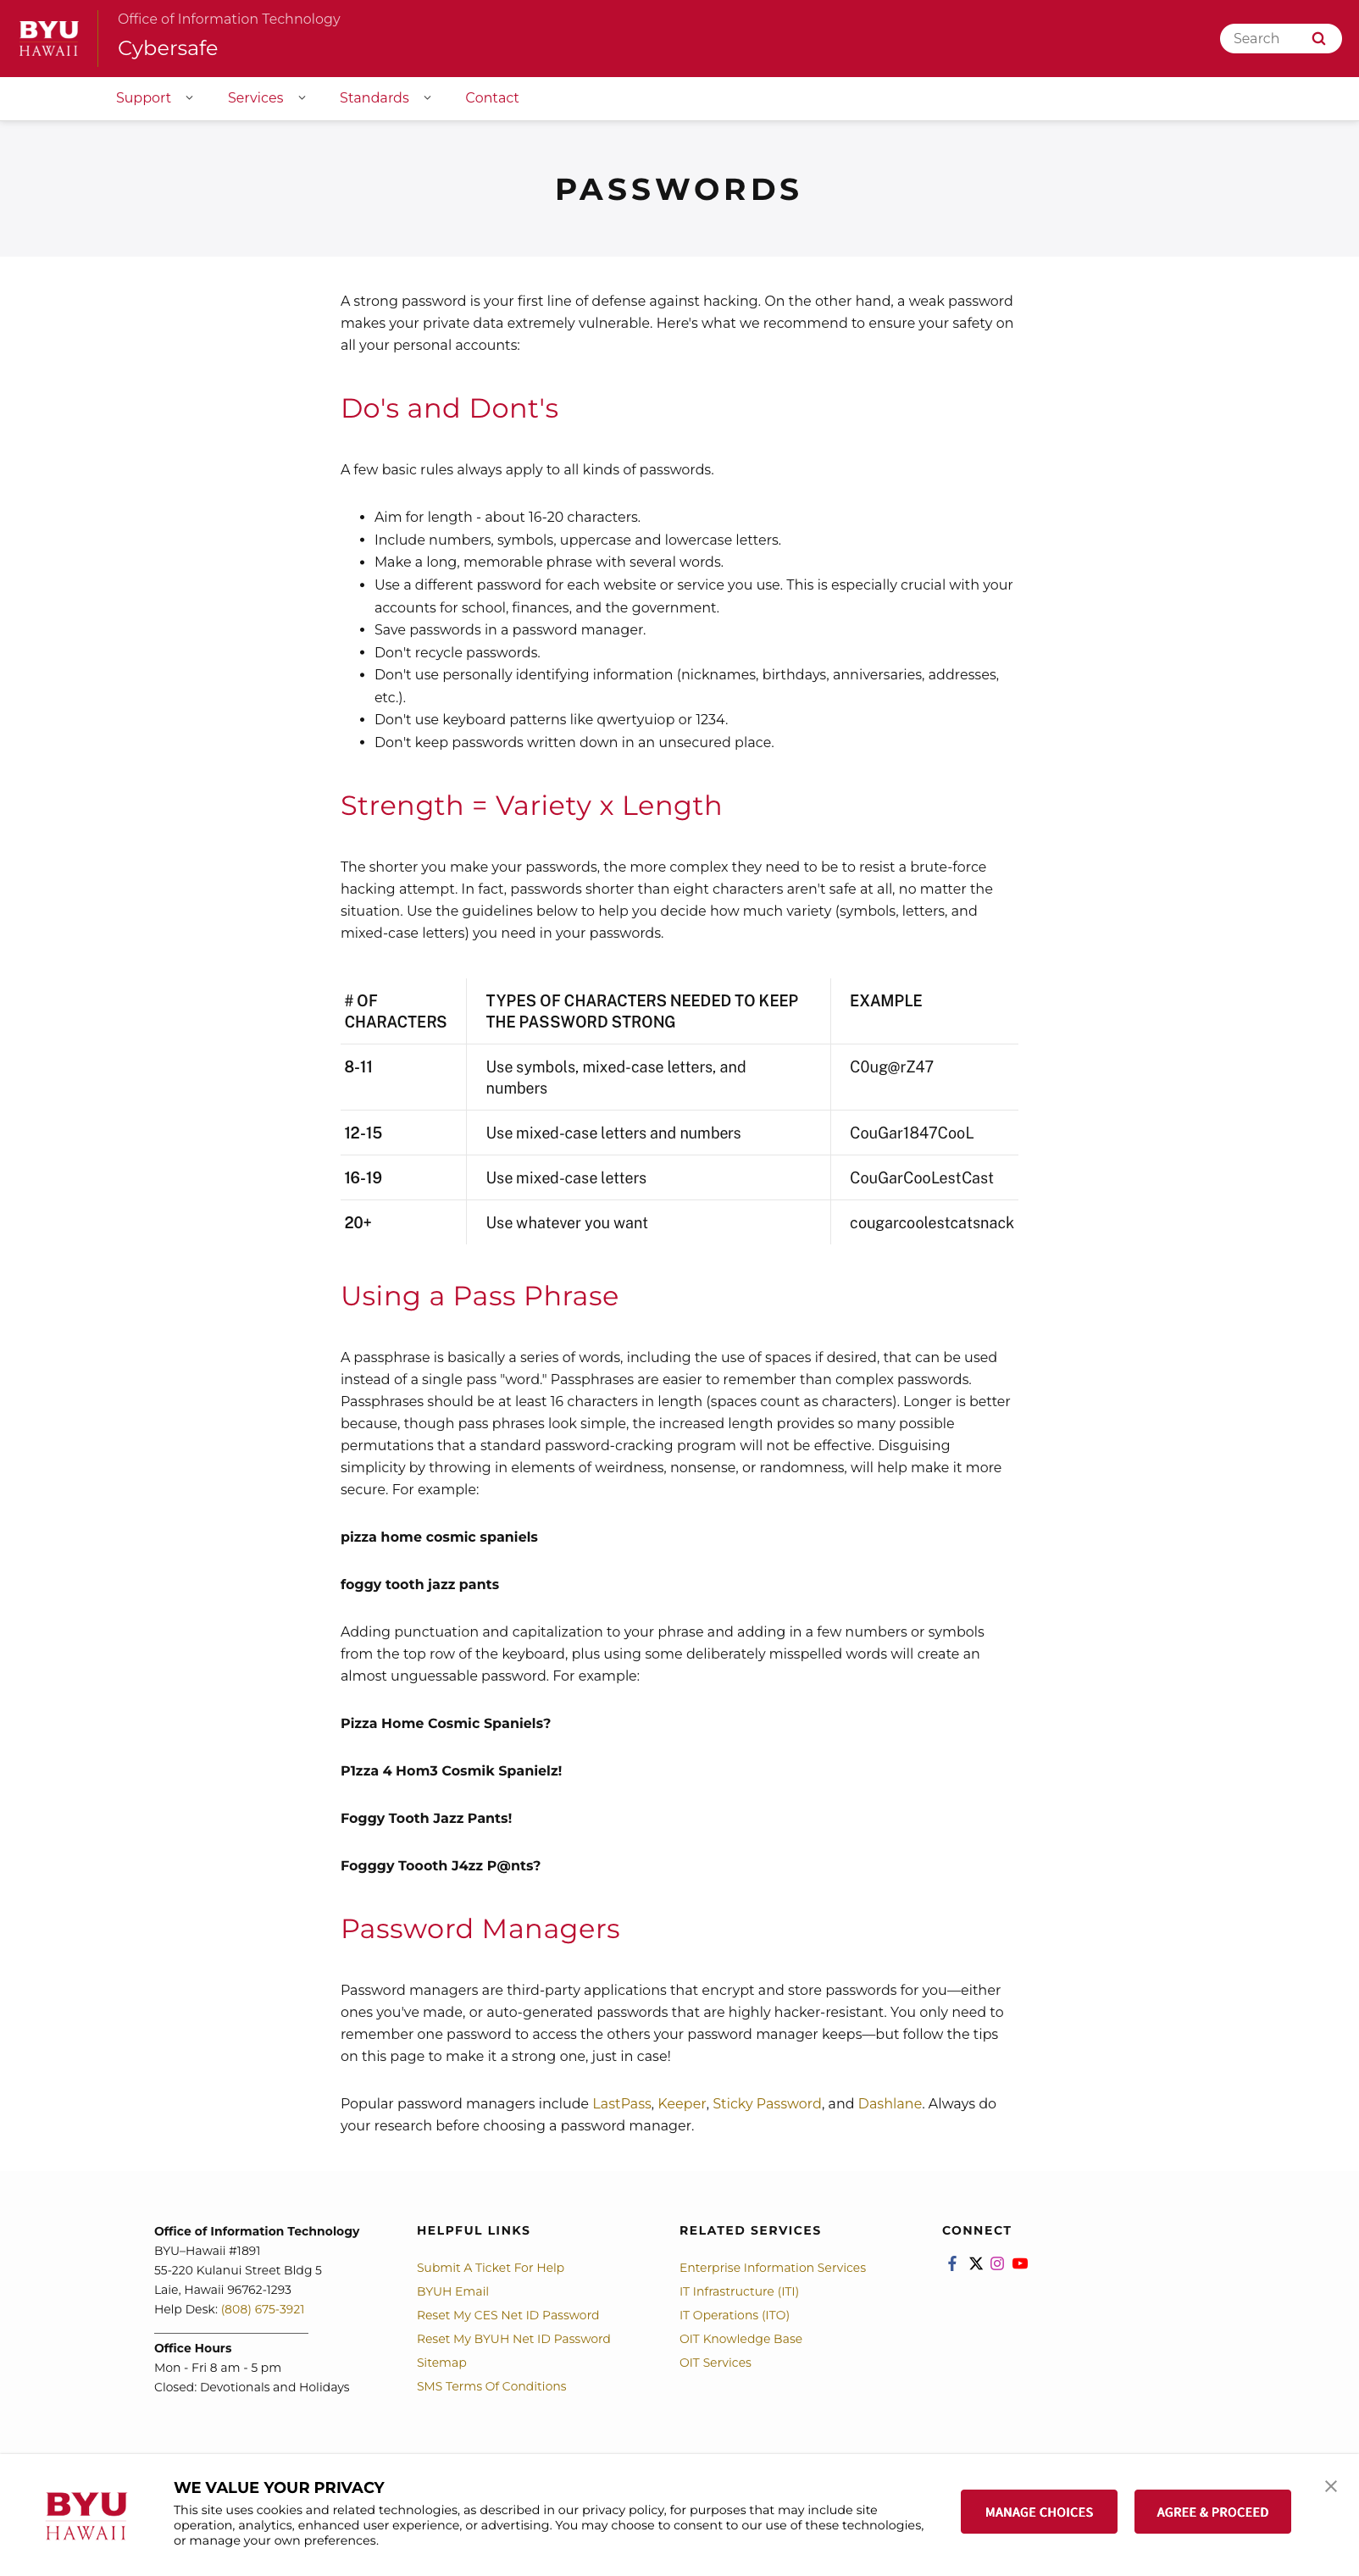 BYU
HAWAII
Office of Information Technology
Cybersafe
Search
Support
Services
Standards
Contact
PASSWORDS
A strong password is your first line of defense against hacking. On the other hand, a weak password
makes your private data extremely vulnerable. Here's what we recommend to ensure your safety on
all your personal accounts:
Do's and Dont's
A few basic rules always apply to all kinds of passwords.
• Aim for length - about 16-20 characters.
• Include numbers, symbols, uppercase and lowercase letters.
• Make a long, memorable phrase with several words.
• Use a different password for each website or service you use. This is especially crucial with your
accounts for school, finances, and the government.
• Save passwords in a password manager.
• Don't recycle passwords.
• Don't use personally identifying information (nicknames, birthdays, anniversaries, addresses,
etc.).
• Don't use keyboard patterns like qwertyuiop or 1234.
• Don't keep passwords written down in an unsecured place.
Strength = Variety x Length
The shorter you make your passwords, the more complex they need to be to resist a brute-force
hacking attempt. In fact, passwords shorter than eight characters aren't safe at all, no matter the
situation. Use the guidelines below to help you decide how much variety (symbols, letters, and
mixed-case letters) you need in your passwords.
# OF
CHARACTERS
TYPES OF CHARACTERS NEEDED TO KEEP
THE PASSWORD STRONG
EXAMPLE
8-11
Use symbols, mixed-case letters, and
numbers
C0ug@rZ47
12-15
Use mixed-case letters and numbers
CouGar1847CooL
16-19
Use mixed-case letters
CouGarCooLestCast
20+
Use whatever you want
cougarcoolestcatsnack
Using a Pass Phrase
A passphrase is basically a series of words, including the use of spaces if desired, that can be used
instead of a single pass "word." Passphrases are easier to remember than complex passwords.
Passphrases should be at least 16 characters in length (spaces count as characters). Longer is better
because, though pass phrases look simple, the increased length provides so many possible
permutations that a standard password-cracking program will not be effective. Disguising
simplicity by throwing in elements of weirdness, nonsense, or randomness, will help make it more
secure. For example:
pizza home cosmic spaniels
foggy tooth jazz pants
Adding punctuation and capitalization to your phrase and adding in a few numbers or symbols
from the top row of the keyboard, plus using some deliberately misspelled words will create an
almost unguessable password. For example:
Pizza Home Cosmic Spaniels?
P1zza 4 Hom3 Cosmik Spanielz!
Foggy Tooth Jazz Pants!
Fogggy Toooth J4zz P@nts?
Password Managers
Password managers are third-party applications that encrypt and store passwords for you—either
ones you've made, or auto-generated passwords that are highly hacker-resistant. You only need to
remember one password to access the others your password manager keeps—but follow the tips
on this page to make it a strong one, just in case!
Popular password managers include LastPass, Keeper, Sticky Password, and Dashlane. Always do
your research before choosing a password manager.
Office of Information Technology
BYU–Hawaii #1891
55-220 Kulanui Street Bldg 5
Laie, Hawaii 96762-1293
Help Desk: (808) 675-3921
Office Hours
Mon - Fri 8 am - 5 pm
Closed: Devotionals and Holidays
HELPFUL LINKS
Submit A Ticket For Help
BYUH Email
Reset My CES Net ID Password
Reset My BYUH Net ID Password
Sitemap
SMS Terms Of Conditions
RELATED SERVICES
Enterprise Information Services
IT Infrastructure (ITI)
IT Operations (ITO)
OIT Knowledge Base
OIT Services
CONNECT
BYU
HAWAII
WE VALUE YOUR PRIVACY
This site uses cookies and related technologies, as described in our privacy policy, for purposes that may include site
operation, analytics, enhanced user experience, or advertising. You may choose to consent to our use of these technologies,
or manage your own preferences.
MANAGE CHOICES
AGREE & PROCEED